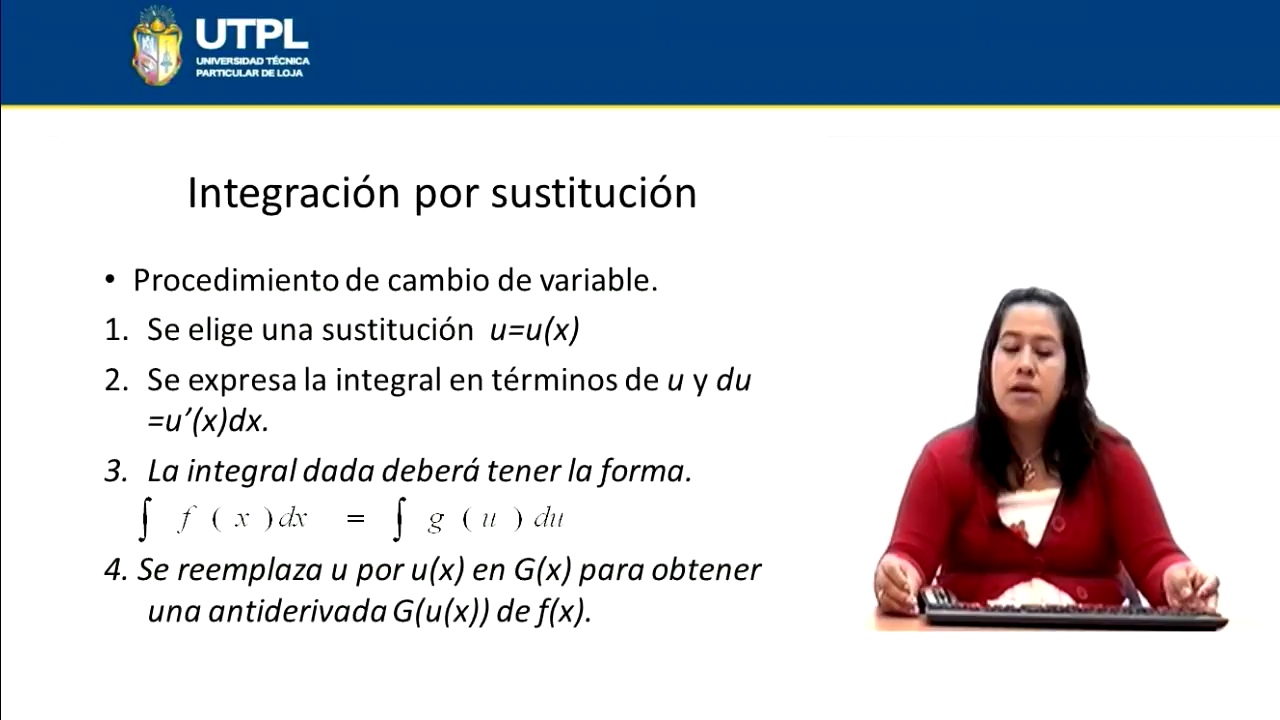 UTPL
UNIVERSIDAD TÉCNICA
PARTICULAR DE LOJA
Integración por sustitución
• Procedimiento de cambio de variable.
1. Se elige una sustitución u=u(x)
2. Se expresa la integral en términos de u y du
=u’(x)dx.
3. La integral dada deberá tener la forma.
∫ f ( x ) dx = ∫ g ( u ) du
4. Se reemplaza u por u(x) en G(x) para obtener
una antiderivada G(u(x)) de f(x).